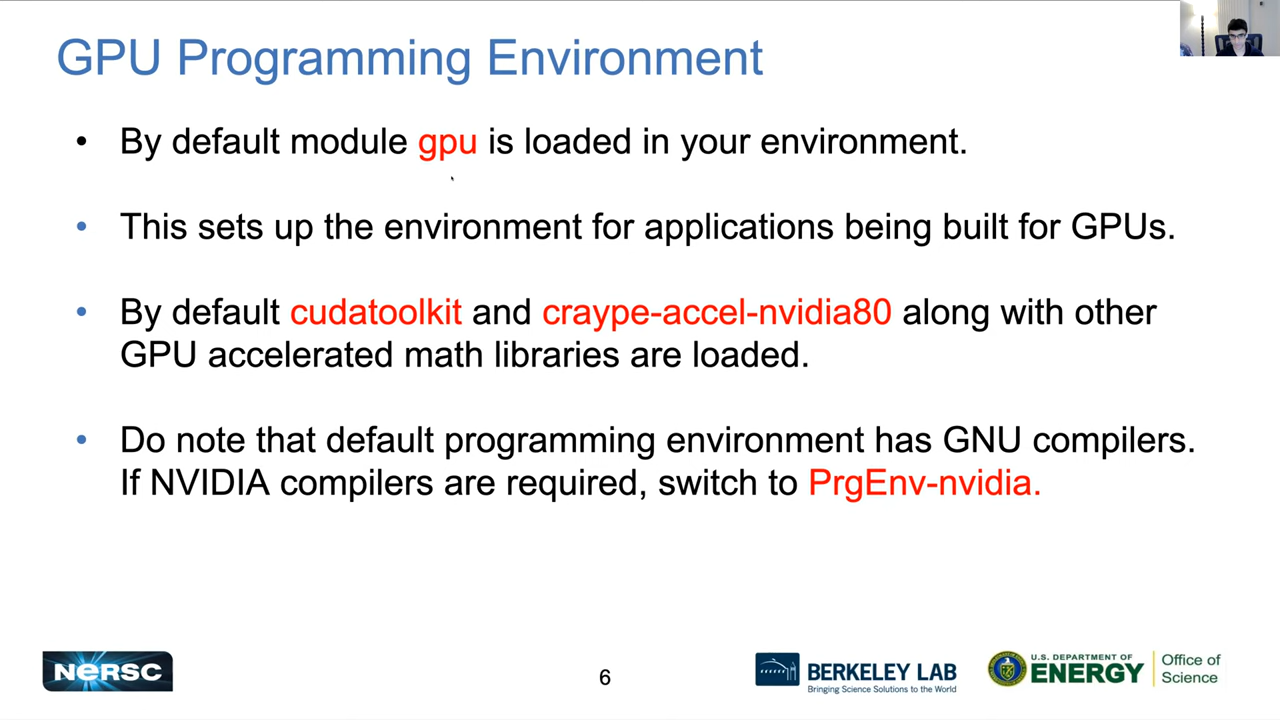 GPU Programming Environment
• By default module gpu is loaded in your environment.
• This sets up the environment for applications being built for GPUs.
• By default cudatoolkit and craype-accel-nvidia80 along with other
GPU accelerated math libraries are loaded.
• Do note that default programming environment has GNU compilers.
If NVIDIA compilers are required, switch to PrgEnv-nvidia.
NERSC
6
BERKELEY LAB
Bringing Science Solutions to the World
U.S. DEPARTMENT OF
ENERGY
Office of
Science